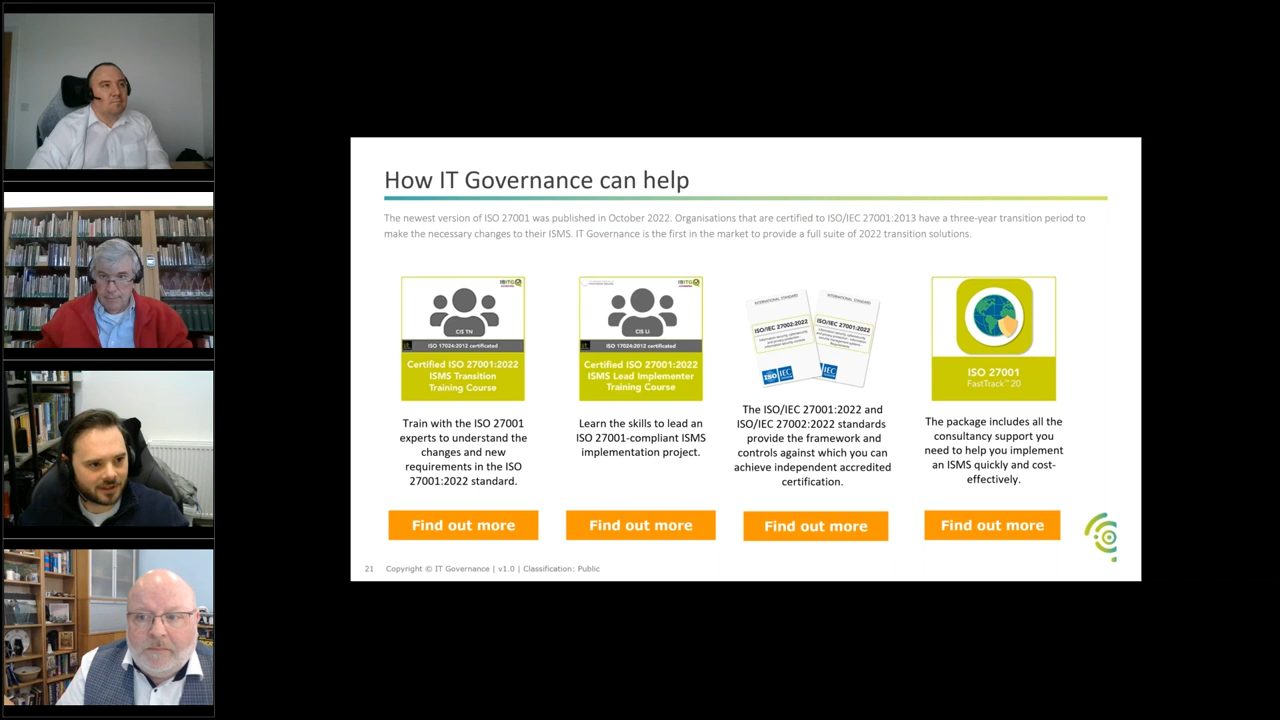 How IT Governance can help
The newest version of ISO 27001 was published in October 2022. Organisations that are certified to ISO/IEC 27001:2013 have a three-year transition period to
make the necessary changes to their ISMS. IT Governance is the first in the market to provide a full suite of 2022 transition solutions.
IBITGQ
CIS TN
ISO 17024:2012 certificated
Certified ISO 27001:2022
ISMS Transition
Training Course
Train with the ISO 27001
experts to understand the
changes and new
requirements in the ISO
27001:2022 standard.
Find out more
IBITGQ
CIS LI
ISO 17024:2012 certificated
Certified ISO 27001:2022
ISMS Lead Implementer
Training Course
Learn the skills to lead an
ISO 27001-compliant ISMS
implementation project.
Find out more
INTERNATIONAL STANDARD
ISO/IEC 27002:2022
ISO IEC
INTERNATIONAL STANDARD
ISO/IEC 27001:2022
IEC
The ISO/IEC 27001:2022 and
ISO/IEC 27002:2022 standards
provide the framework and
controls against which you can
achieve independent accredited
certification.
Find out more
ISO 27001
FastTrack™ 20
The package includes all the
consultancy support you
need to help you implement
an ISMS quickly and cost-
effectively.
Find out more
21 Copyright © IT Governance | v1.0 | Classification: Public